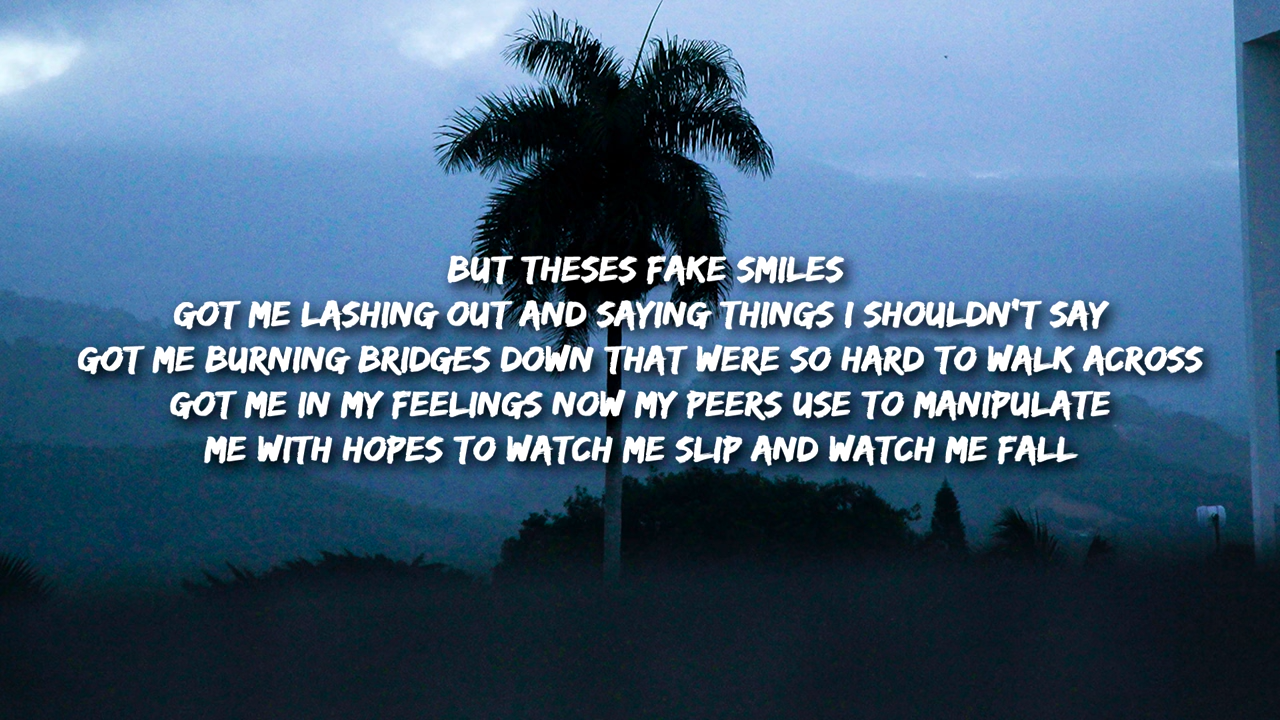 BUT THESES FAKE SMILES
GOT ME LASHING OUT AND SAYING THINGS I SHOULDN'T SAY
GOT ME BURNING BRIDGES DOWN THAT WERE SO HARD TO WALK ACROSS
GOT ME IN MY FEELINGS NOW MY PEERS USE TO MANIPULATE
ME WITH HOPES TO WATCH ME SLIP AND WATCH ME FALL